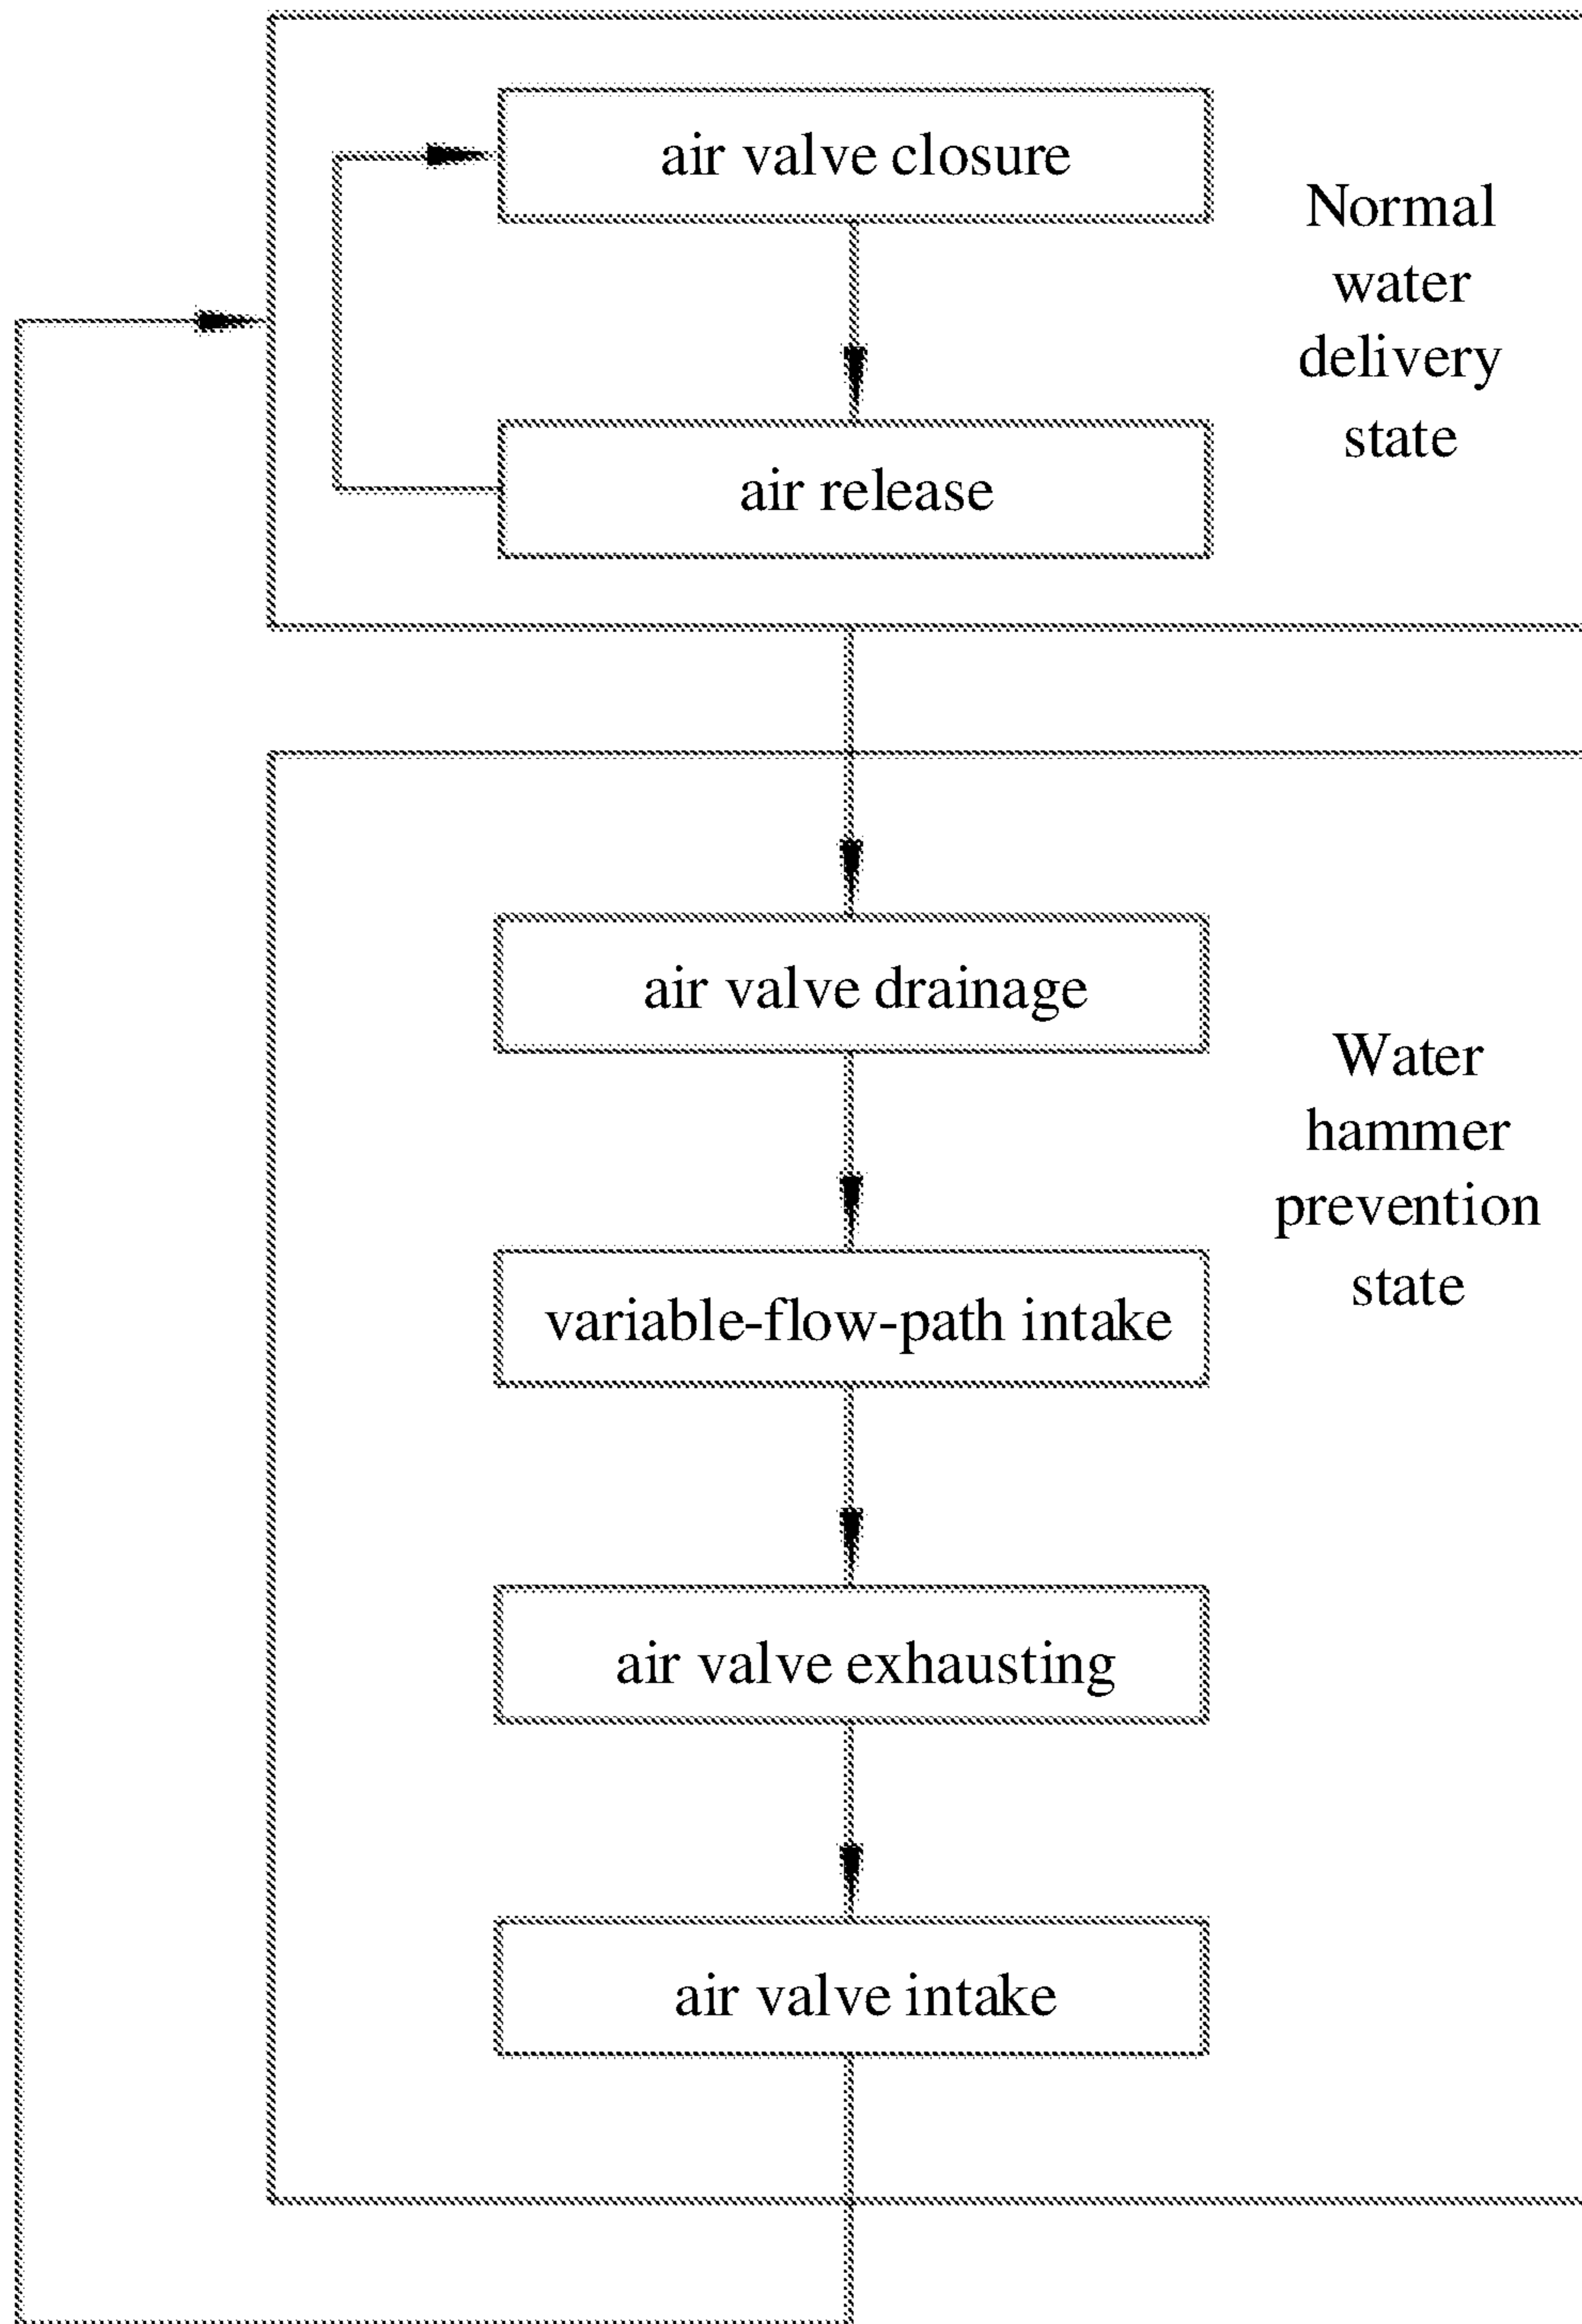 air valve closure
Normal
water
delivery
state
air release
air valve drainage
Water
hammer
prevention
state
variable-flow-path intake
air valve exhausting
air valve intake